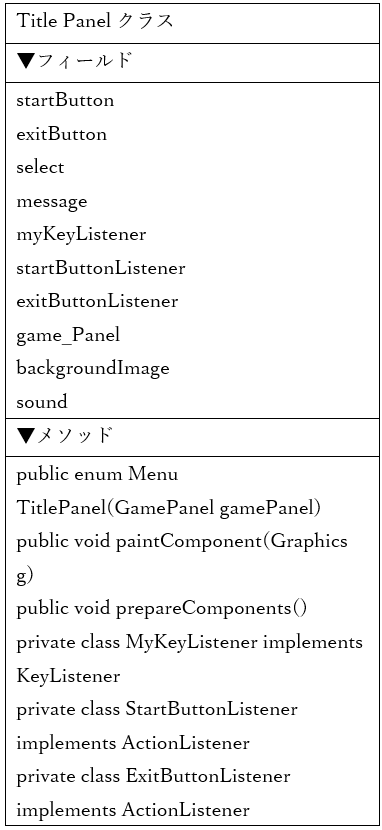 Title Panel クラス
▼フィールド
startButton
exitButton
select
message
myKeyListener
startButtonListener
exitButtonListener
game_Panel
backgroundImage
sound
▼メソッド
public enum Menu
TitlePanel(GamePanel gamePanel)
public void paintComponent(Graphics
g)
public void prepareComponents()
private class MyKeyListener implements
KeyListener
private class StartButtonListener
implements ActionListener
private class ExitButtonListener
implements ActionListener